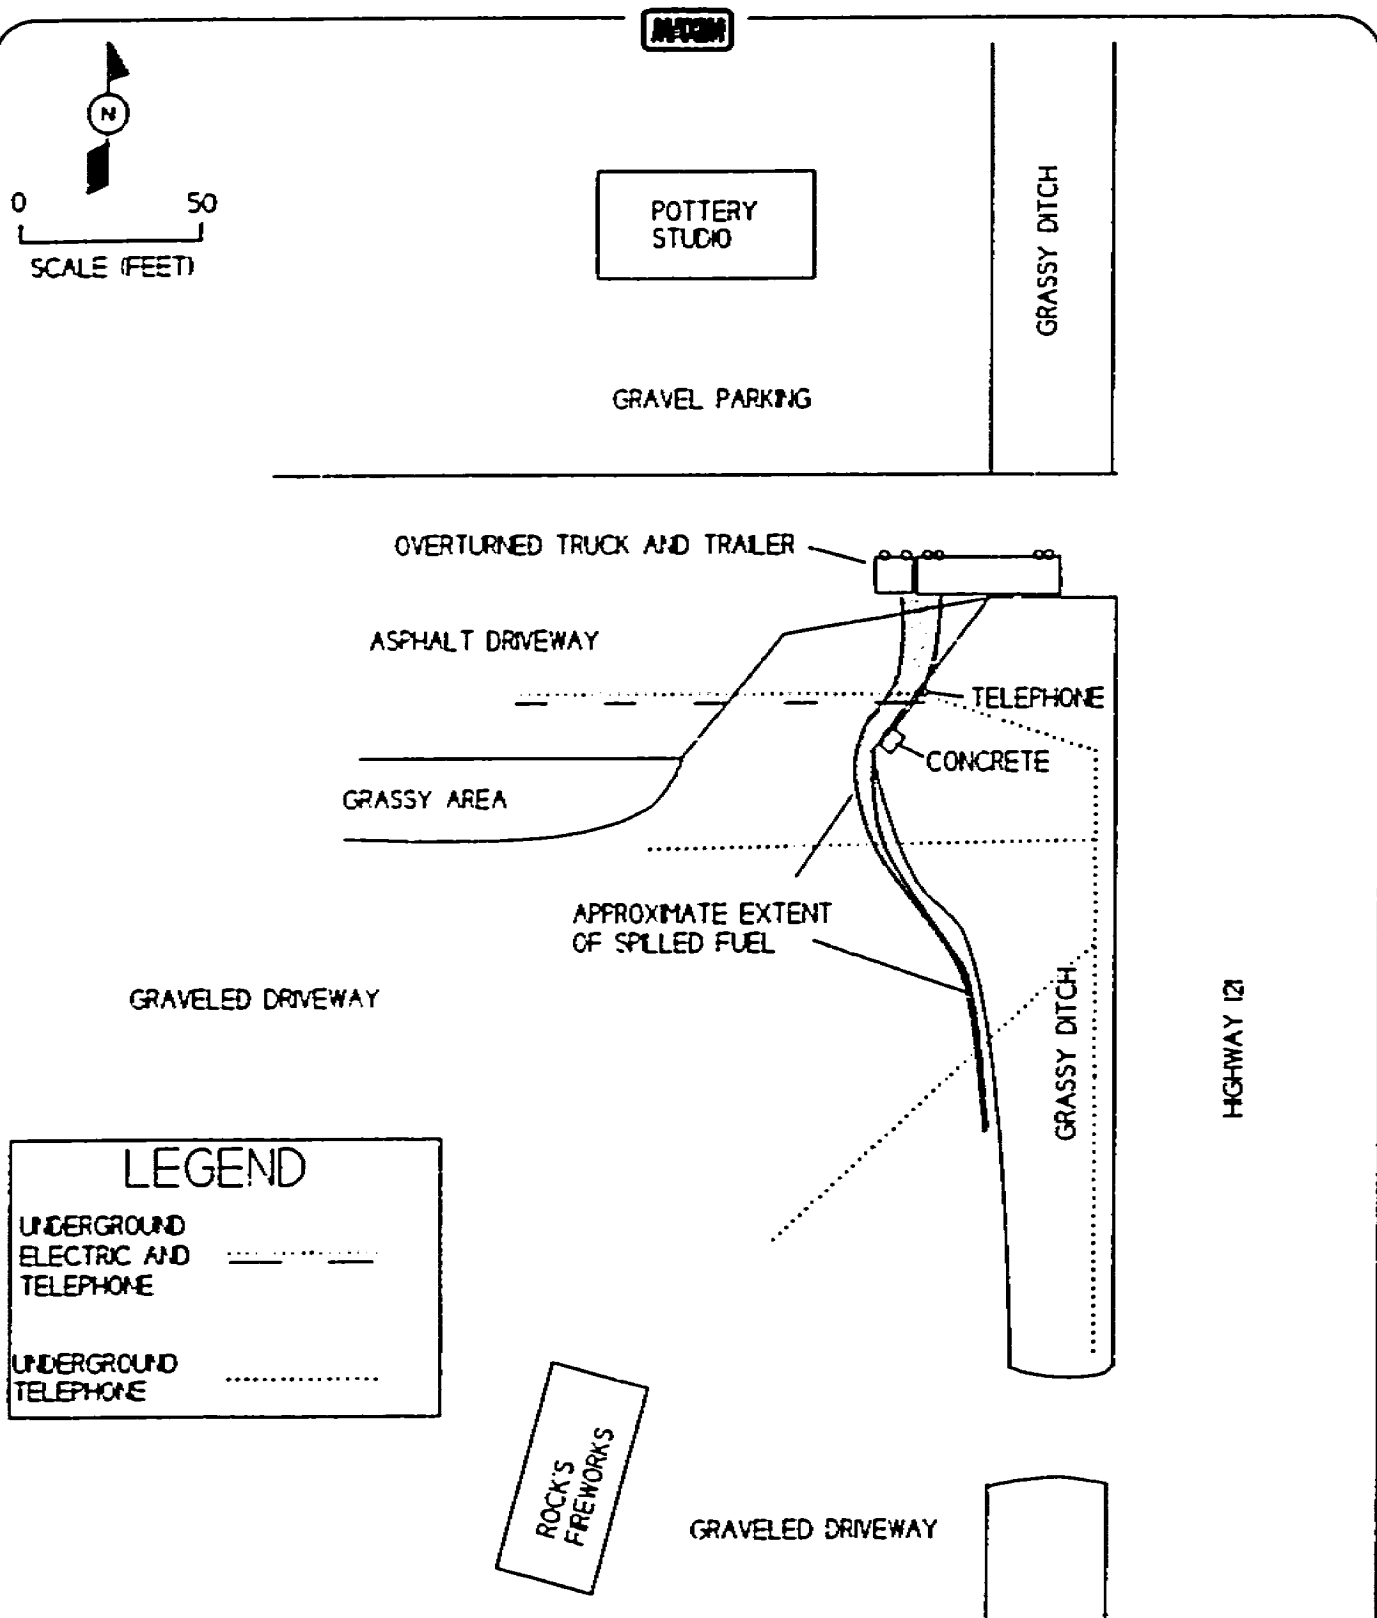 N
0 50
SCALE (FEET)
POTTERY
STUDIO
GRASSY DITCH
GRAVEL PARKING
OVERTURNED TRUCK AND TRAILER
ASPHALT DRIVEWAY
TELEPHONE
CONCRETE
GRASSY AREA
APPROXIMATE EXTENT
OF SPILLED FUEL
GRAVELED DRIVEWAY
GRASSY DITCH
HIGHWAY 121
LEGEND
UNDERGROUND
ELECTRIC AND
TELEPHONE
UNDERGROUND
TELEPHONE
ROCK'S
FIREWORKS
GRAVELED DRIVEWAY